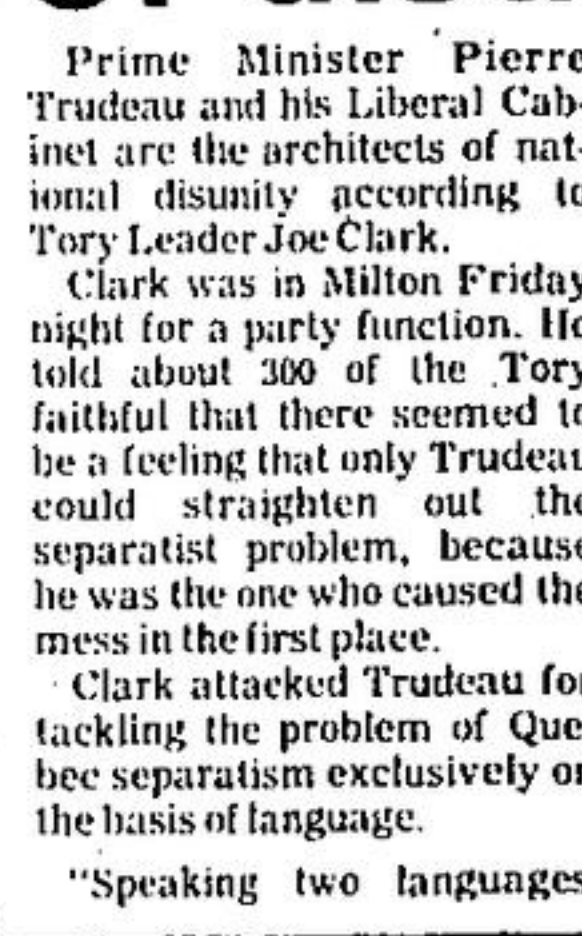 Prime Minister Pierre
Trudeau and his Liberal Cab-
inet are the architects of nat-
ional disunity according to
Tory Leader Joe Clark.
Clark was in Milton Friday
night for a party function. He
told about 300 of the Tory
faithful that there seemed to
be a feeling that only Trudeau
could straighten out the
separatist problem, because
he was the one who caused the
mess in the first place.
Clark attacked Trudeau for
tackling the problem of Que
bec separatism exclusively on
the basis of language.
"Speaking two languages